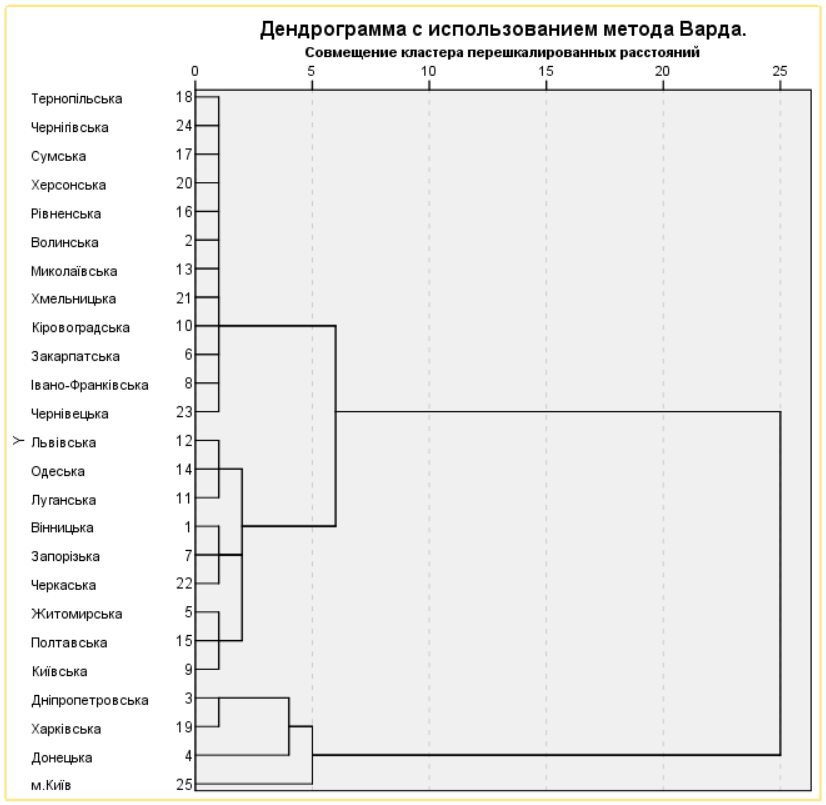 Дендрограмма с использованием метода Варда.
Совмещение кластера перешкалированных расстояний
0 5 10 15 20 25
Тернопільська 18
Чернігівська 24
Сумська 17
Херсонська 20
Рівненська 16
Волинська 2
Миколаївська 13
Хмельницька 21
Кіровоградська 10
Закарпатська 6
Івано-Франківська 8
Чернівецька 23
Y
Львівська 12
Одеська 14
Луганська 11
Вінницька 1
Запорізька 7
Черкаська 22
Житомирська 5
Полтавська 15
Київська 9
Дніпропетровська 3
Харківська 19
Донецька 4
м.Київ 25